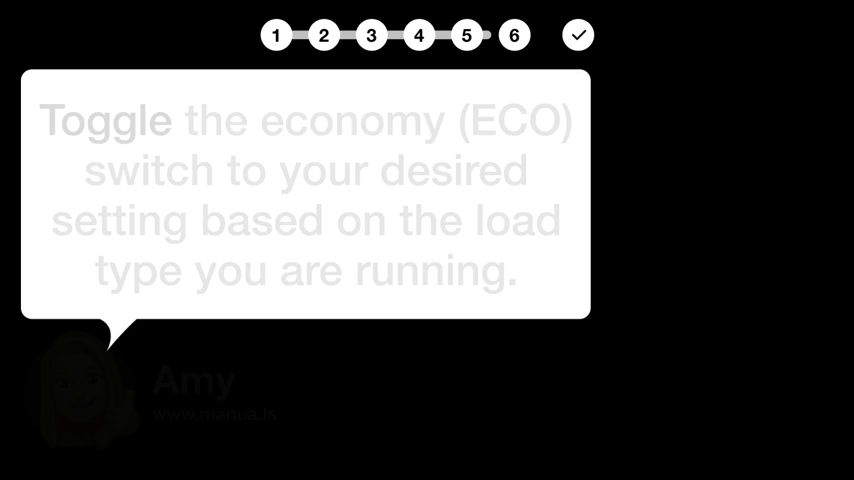 1 2 3 4 5 6
Toggle the economy (ECO)
switch to your desired
setting based on the load
type you are running.
Amy
www.manua.ls